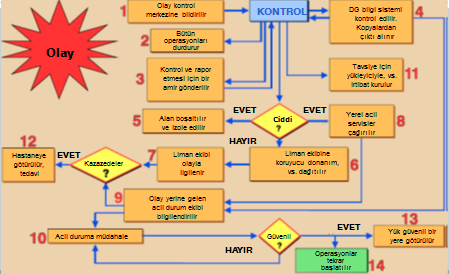 1
Olay kontrol
merkezine bildirilir
KONTROL
DG bilgi sistemi
kontrol edilir.
Kopyalardan
çıktı alınır
4
Olay
2
Bütün
operasyonları
durdurur
3
Kontrol ve rapor
etmesi için bir
amir gönderilir
Tavsiye için
yükleyiciyle, vs.
irtibat kurulur
11
5
Alan boşaltılır
ve izole edilir
EVET
Ciddi
?
EVET
Yerel acil
servisler
çağırılır
8
HAYIR
12
Hastaneye
götürülür,
tedavi
EVET
Kazazedeler
?
7
Liman ekibi
olayla
ilgilenir
Liman ekibine
koruyucu donanım,
vs. dağıtılır
6
9
Olay yerine gelen
acil durum ekibi
bilgilendirilir
10
Acil duruma müdahale
Güvenli
?
EVET
13
Yük güvenli bir
yere götürülür
HAYIR
Operasyonlar
tekrar
başlatılır
14